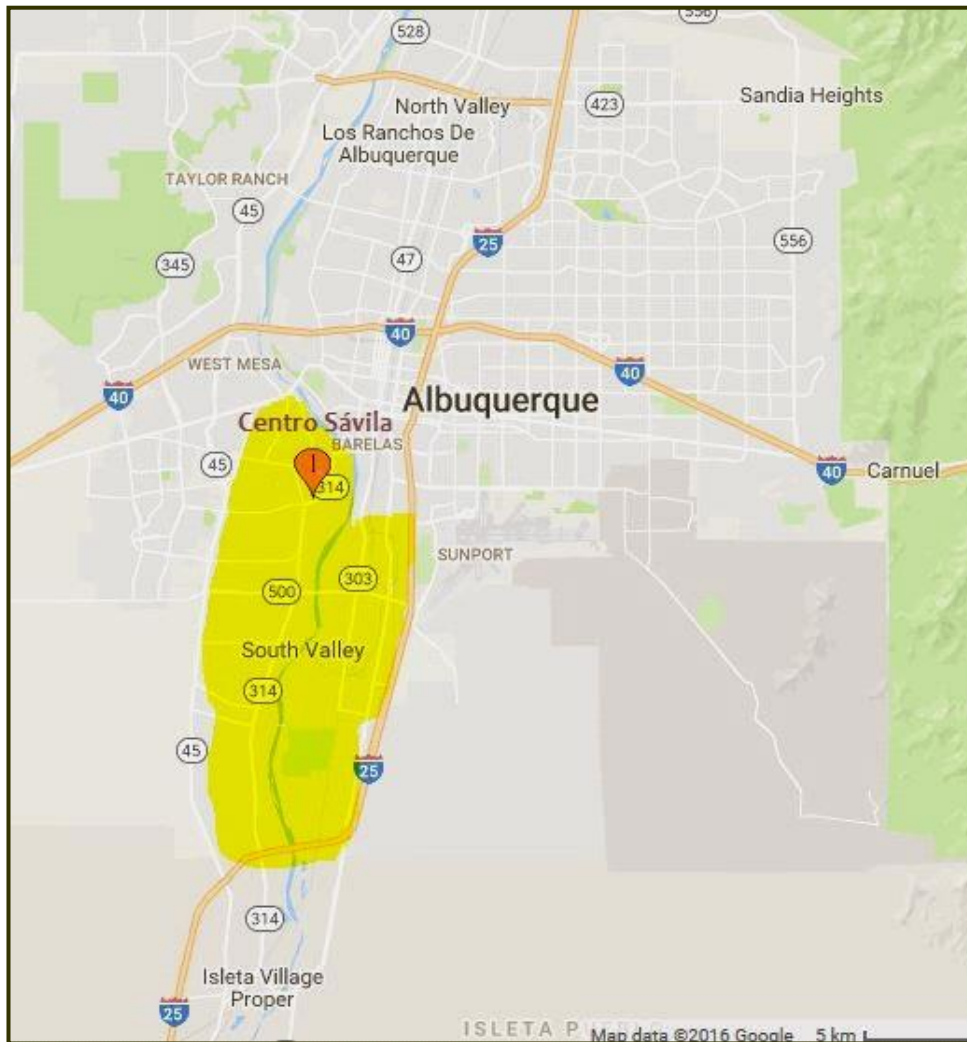 556
528
North Valley
423
Sandia Heights
Los Ranchos De
Albuquerque
TAYLOR RANCH
45
25
556
47
345
40
WEST MESA
40
40
Albuquerque
Centro Sávila
BARELAS
45
40
Carnuel
1
314
SUNPORT
303
500
South Valley
314
45
25
314
Isleta Village
Proper
25
ISLETA P
Map data ©2016 Google 5 km